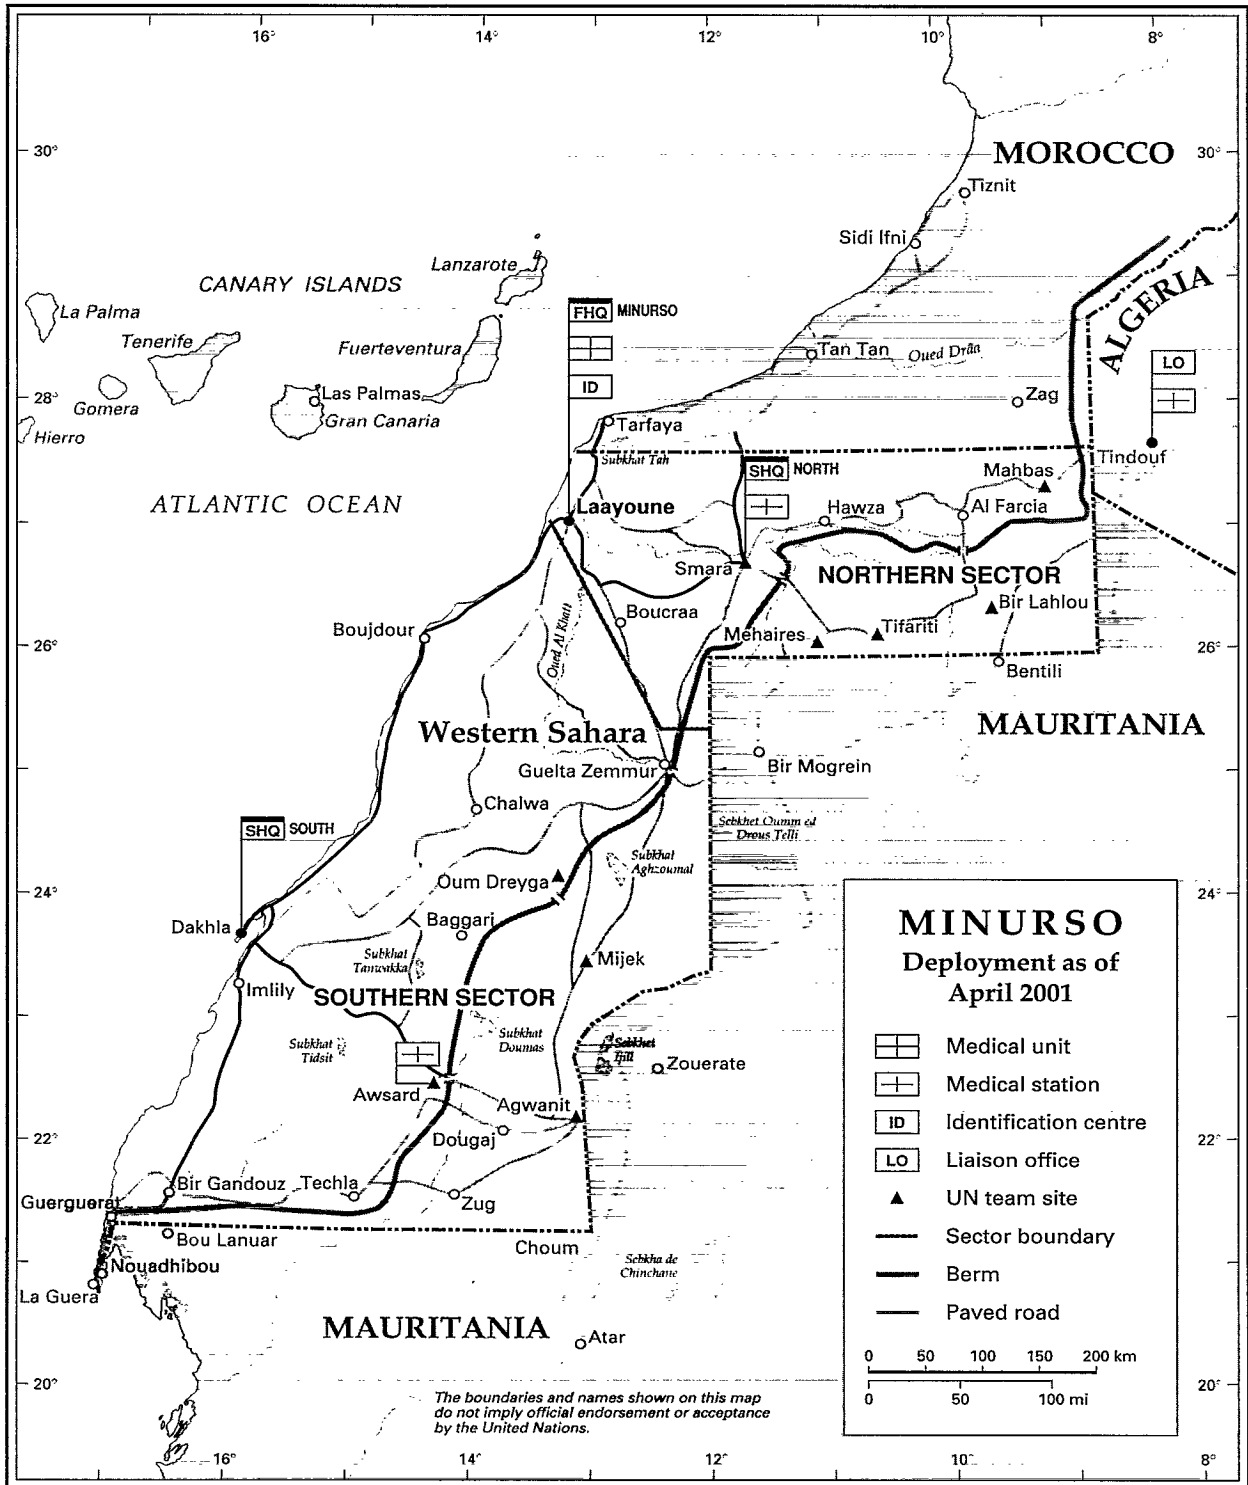 16°
14°
12°
10°
8°
30°
MOROCCO
30°
Tiznit
Sidi Ifni
Lanzarote
CANARY ISLANDS
ALGERIA
La Palma
FHQ MINURSO
Tenerife
Fuerteventura
Tan Tan
Oued Drâa
LO
ID
28°
Las Palmas
Zag
Gomera
Gran Canaria
Tarfaya
Hierro
Subkhat Tah
Tindouf
SHQ NORTH
Mahbas
ATLANTIC OCEAN
Laayoune
Hawza
Al Farcia
Smara
NORTHERN SECTOR
Bir Lahlou
Boucraa
Boujdour
Oued Al Khatt
Mehaires
Tifariti
26°
26°
Bentili
Western Sahara
MAURITANIA
Guelta Zemmur
Bir Mogrein
Chalwa
SHQ SOUTH
Sebkhet Oumm ed
Drous Telli
Subkhat
Aghzoumal
24°
Oum Dreyga
24°
Dakhla
Baggari
MINURSO
Deployment as of
April 2001
Subkhat
Tanwakka
Mijek
Imlily
SOUTHERN SECTOR
Subkhat
Tidsit
Subkhat
Doumas
Sebkhet
Ijill
Zouerate
Medical unit
Medical station
ID Identification centre
LO Liaison office
UN team site
Sector boundary
Berm
Paved road
0 50 100 150 200 km
0 50 100 mi
Awsard
Agwanit
22°
Dougaj
22°
Bir Gandouz
Techla
Zug
Guerguerat
Bou Lanuar
Choum
Nouadhibou
La Guera
Sebkha de
Chinchane
MAURITANIA
Atar
20°
20°
The boundaries and names shown on this map
do not imply official endorsement or acceptance
by the United Nations.
16°
14°
12°
10°